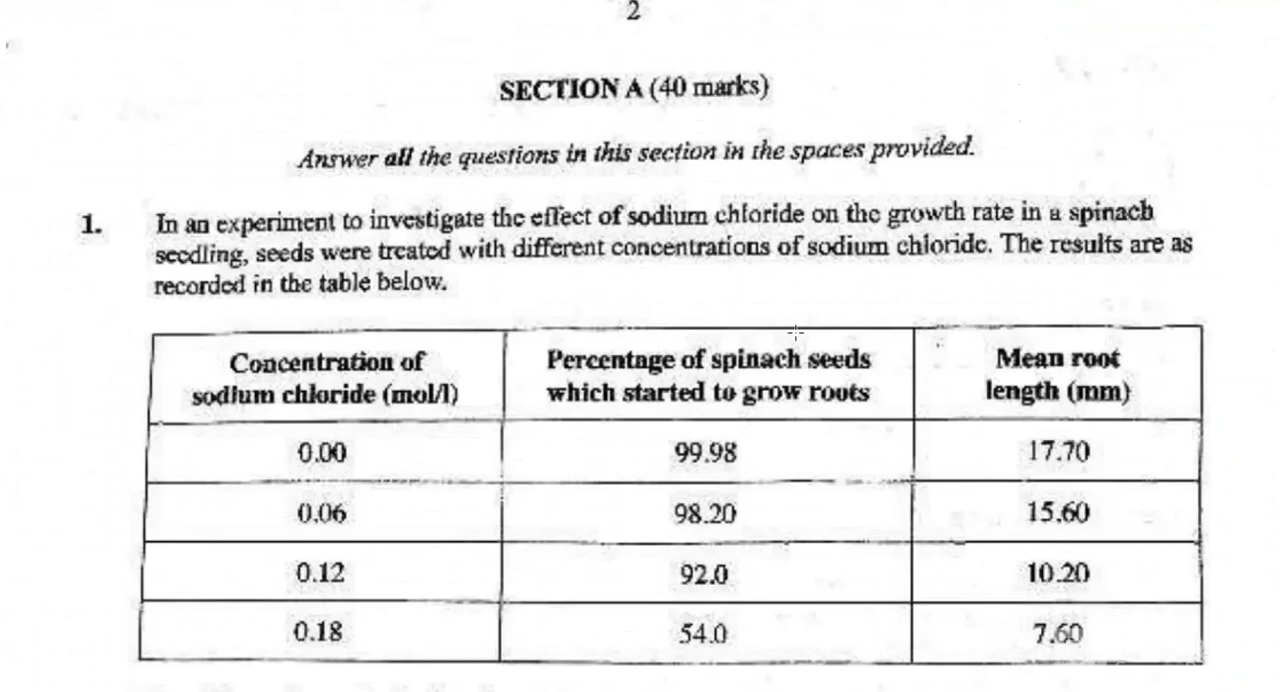 2
SECTION A (40 marks)
Answer all the questions in this section in the spaces provided.
1. In an experiment to investigate the effect of sodium chloride on the growth rate in a spinach
seedling, seeds were treated with different concentrations of sodium chloride. The results are as
recorded in the table below.
Concentration of sodium chloride (mol/l) Percentage of spinach seeds which started to grow roots Mean root length (mm)
0.00 99.98 17.70
0.06 98.20 15.60
0.12 92.0 10.20
0.18 54.0 7.60